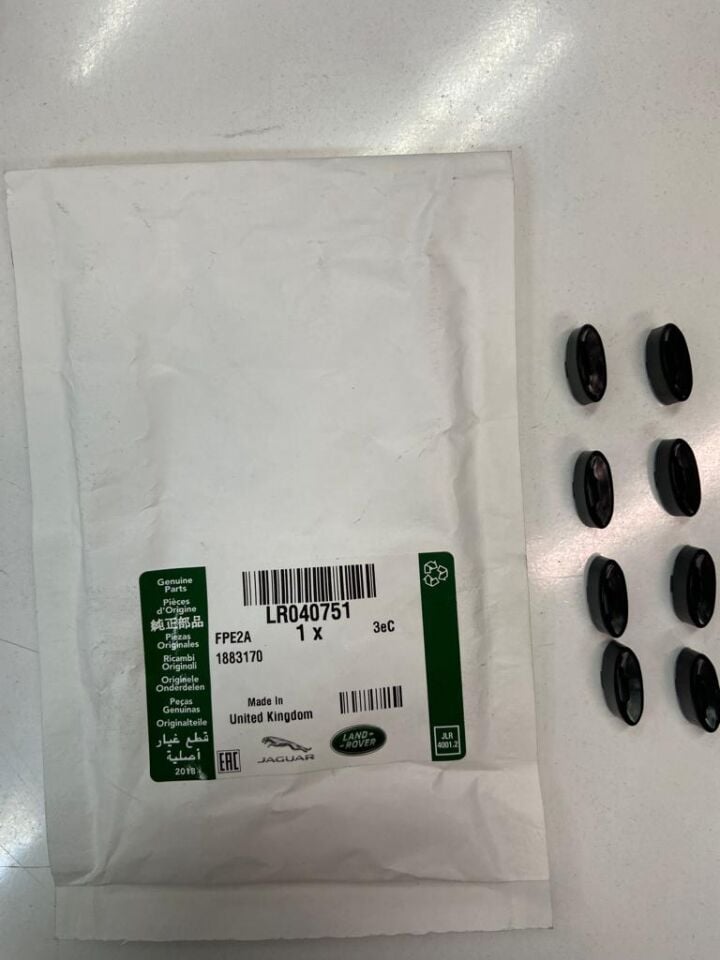 Genuine
Parts
Pièces
d'Origine
純正部品
Piezas
Originales
Ricambi
Originali
Originele
Onderdelen
Peças
Genuinas
Originalteile
قطع غيار
أصلية
2018
LR040751
1 x
3eC
FPE2A
1883170
Made In
United Kingdom
EAC
JAGUAR
LAND-
-ROVER
JLR
4001.2